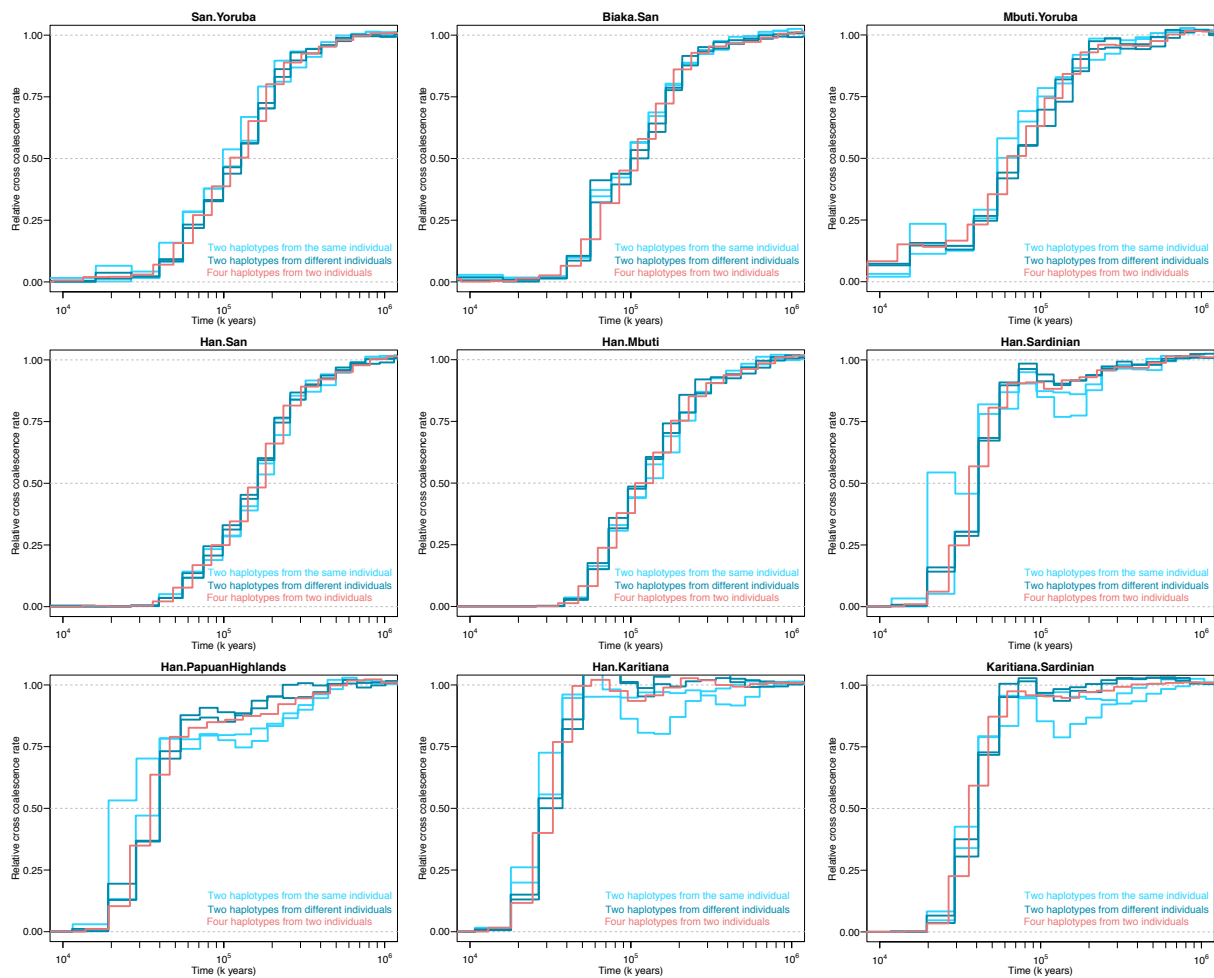 San.Yoruba
Relative cross coalescence rate
1.00
0.75
0.50
0.25
0.00
Two haplotypes from the same individual
Two haplotypes from different individuals
Four haplotypes from two individuals
10^4
10^5
10^6
Time (k years)
Biaka.San
Relative cross coalescence rate
1.00
0.75
0.50
0.25
0.00
Two haplotypes from the same individual
Two haplotypes from different individuals
Four haplotypes from two individuals
10^4
10^5
10^6
Time (k years)
Mbuti.Yoruba
Relative cross coalescence rate
1.00
0.75
0.50
0.25
0.00
Two haplotypes from the same individual
Two haplotypes from different individuals
Four haplotypes from two individuals
10^4
10^5
10^6
Time (k years)
Han.San
Relative cross coalescence rate
1.00
0.75
0.50
0.25
0.00
Two haplotypes from the same individual
Two haplotypes from different individuals
Four haplotypes from two individuals
10^4
10^5
10^6
Time (k years)
Han.Mbuti
Relative cross coalescence rate
1.00
0.75
0.50
0.25
0.00
Two haplotypes from the same individual
Two haplotypes from different individuals
Four haplotypes from two individuals
10^4
10^5
10^6
Time (k years)
Han.Sardinian
Relative cross coalescence rate
1.00
0.75
0.50
0.25
0.00
Two haplotypes from the same individual
Two haplotypes from different individuals
Four haplotypes from two individuals
10^4
10^5
10^6
Time (k years)
Han.PapuanHighlands
Relative cross coalescence rate
1.00
0.75
0.50
0.25
0.00
Two haplotypes from the same individual
Two haplotypes from different individuals
Four haplotypes from two individuals
10^4
10^5
10^6
Time (k years)
Han.Karitiana
Relative cross coalescence rate
1.00
0.75
0.50
0.25
0.00
Two haplotypes from the same individual
Two haplotypes from different individuals
Four haplotypes from two individuals
10^4
10^5
10^6
Time (k years)
Karitiana.Sardinian
Relative cross coalescence rate
1.00
0.75
0.50
0.25
0.00
Two haplotypes from the same individual
Two haplotypes from different individuals
Four haplotypes from two individuals
10^4
10^5
10^6
Time (k years)